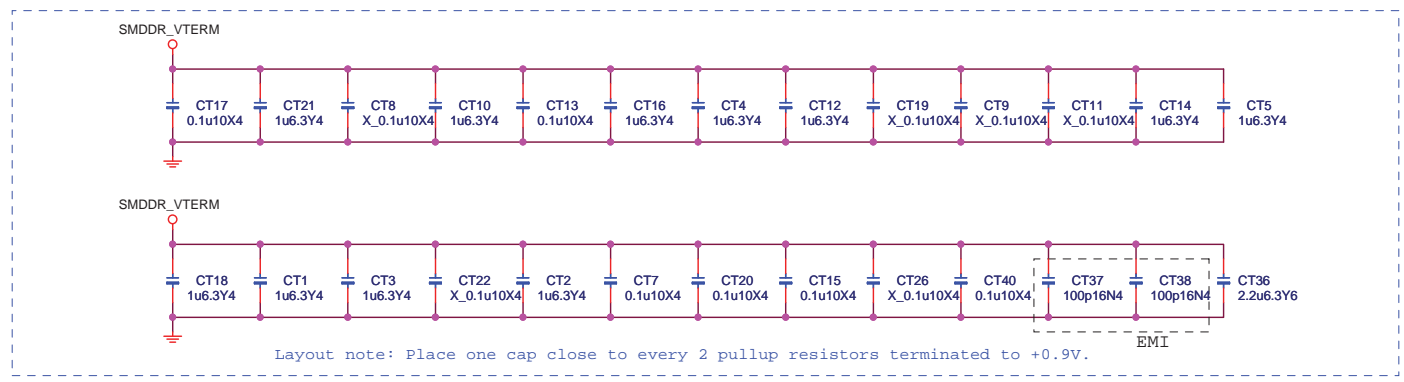 SMDDR_VTERM
CT17 CT21 CT8 CT10 CT13 CT16 CT4 CT12 CT19 CT9 CT11 CT14 CT5
0.1u10X4 1u6.3Y4 X_0.1u10X4 1u6.3Y4 0.1u10X4 1u6.3Y4 1u6.3Y4 1u6.3Y4 X_0.1u10X4 X_0.1u10X4 X_0.1u10X4 1u6.3Y4 1u6.3Y4
SMDDR_VTERM
CT18 CT1 CT3 CT22 CT2 CT7 CT20 CT15 CT26 CT40 CT37 CT38 CT36
1u6.3Y4 1u6.3Y4 1u6.3Y4 X_0.1u10X4 1u6.3Y4 0.1u10X4 0.1u10X4 0.1u10X4 X_0.1u10X4 0.1u10X4 100p16N4 100p16N4 2.2u6.3Y6
EMI
Layout note: Place one cap close to every 2 pullup resistors terminated to +0.9V.